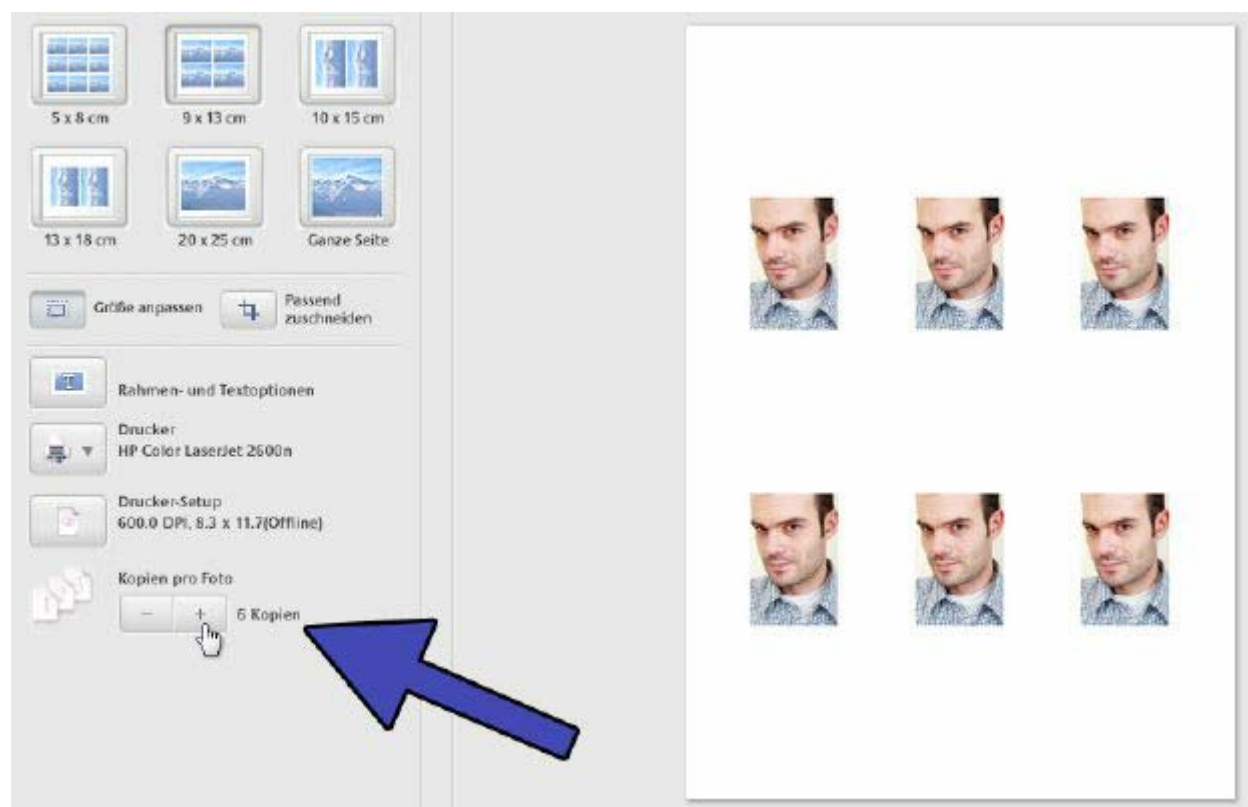 5 x 8 cm
9 x 13 cm
10 x 15 cm
13 x 18 cm
20 x 25 cm
Ganze Seite
Größe anpassen
Passend
zuschneiden
Rahmen- und Textoptionen
Drucker
HP Color LaserJet 2600n
Drucker-Setup
600.0 DPI, 8.3 x 11.7(Offline)
Kopien pro Foto
6 Kopien